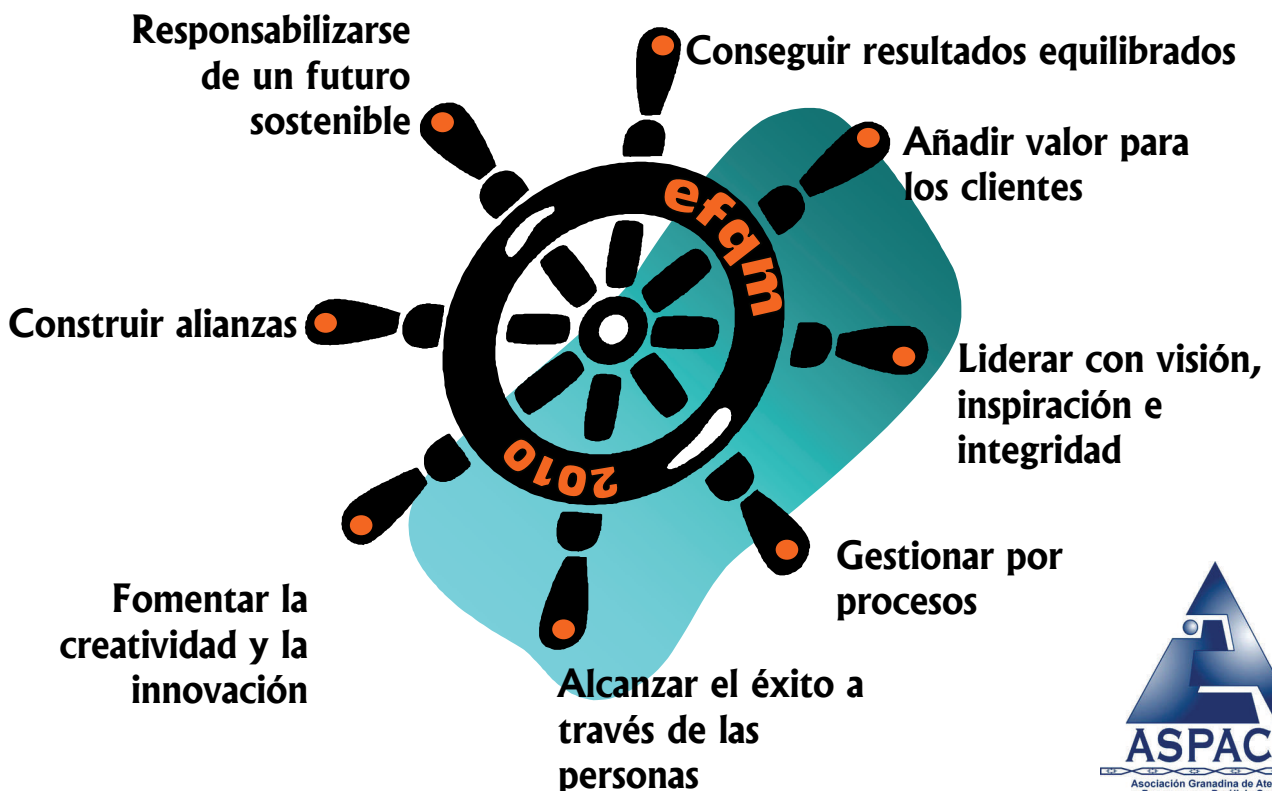 Responsabilizarse
de un futuro
sostenible
Conseguir resultados equilibrados
Añadir valor para
los clientes
efqm
Construir alianzas
Liderar con visión,
inspiración e
integridad
2010
Gestionar por
procesos
Fomentar la
creatividad y la
innovación
Alcanzar el éxito a
través de las
personas
ASPAC
Asociación Granadina de Ate